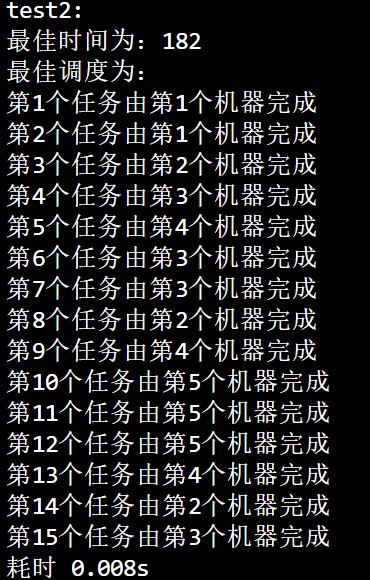 test2:
最佳时间为：182
最佳调度为：
第1个任务由第1个机器完成
第2个任务由第1个机器完成
第3个任务由第2个机器完成
第4个任务由第3个机器完成
第5个任务由第4个机器完成
第6个任务由第3个机器完成
第7个任务由第3个机器完成
第8个任务由第2个机器完成
第9个任务由第4个机器完成
第10个任务由第5个机器完成
第11个任务由第5个机器完成
第12个任务由第5个机器完成
第13个任务由第4个机器完成
第14个任务由第2个机器完成
第15个任务由第3个机器完成
耗时 0.008s